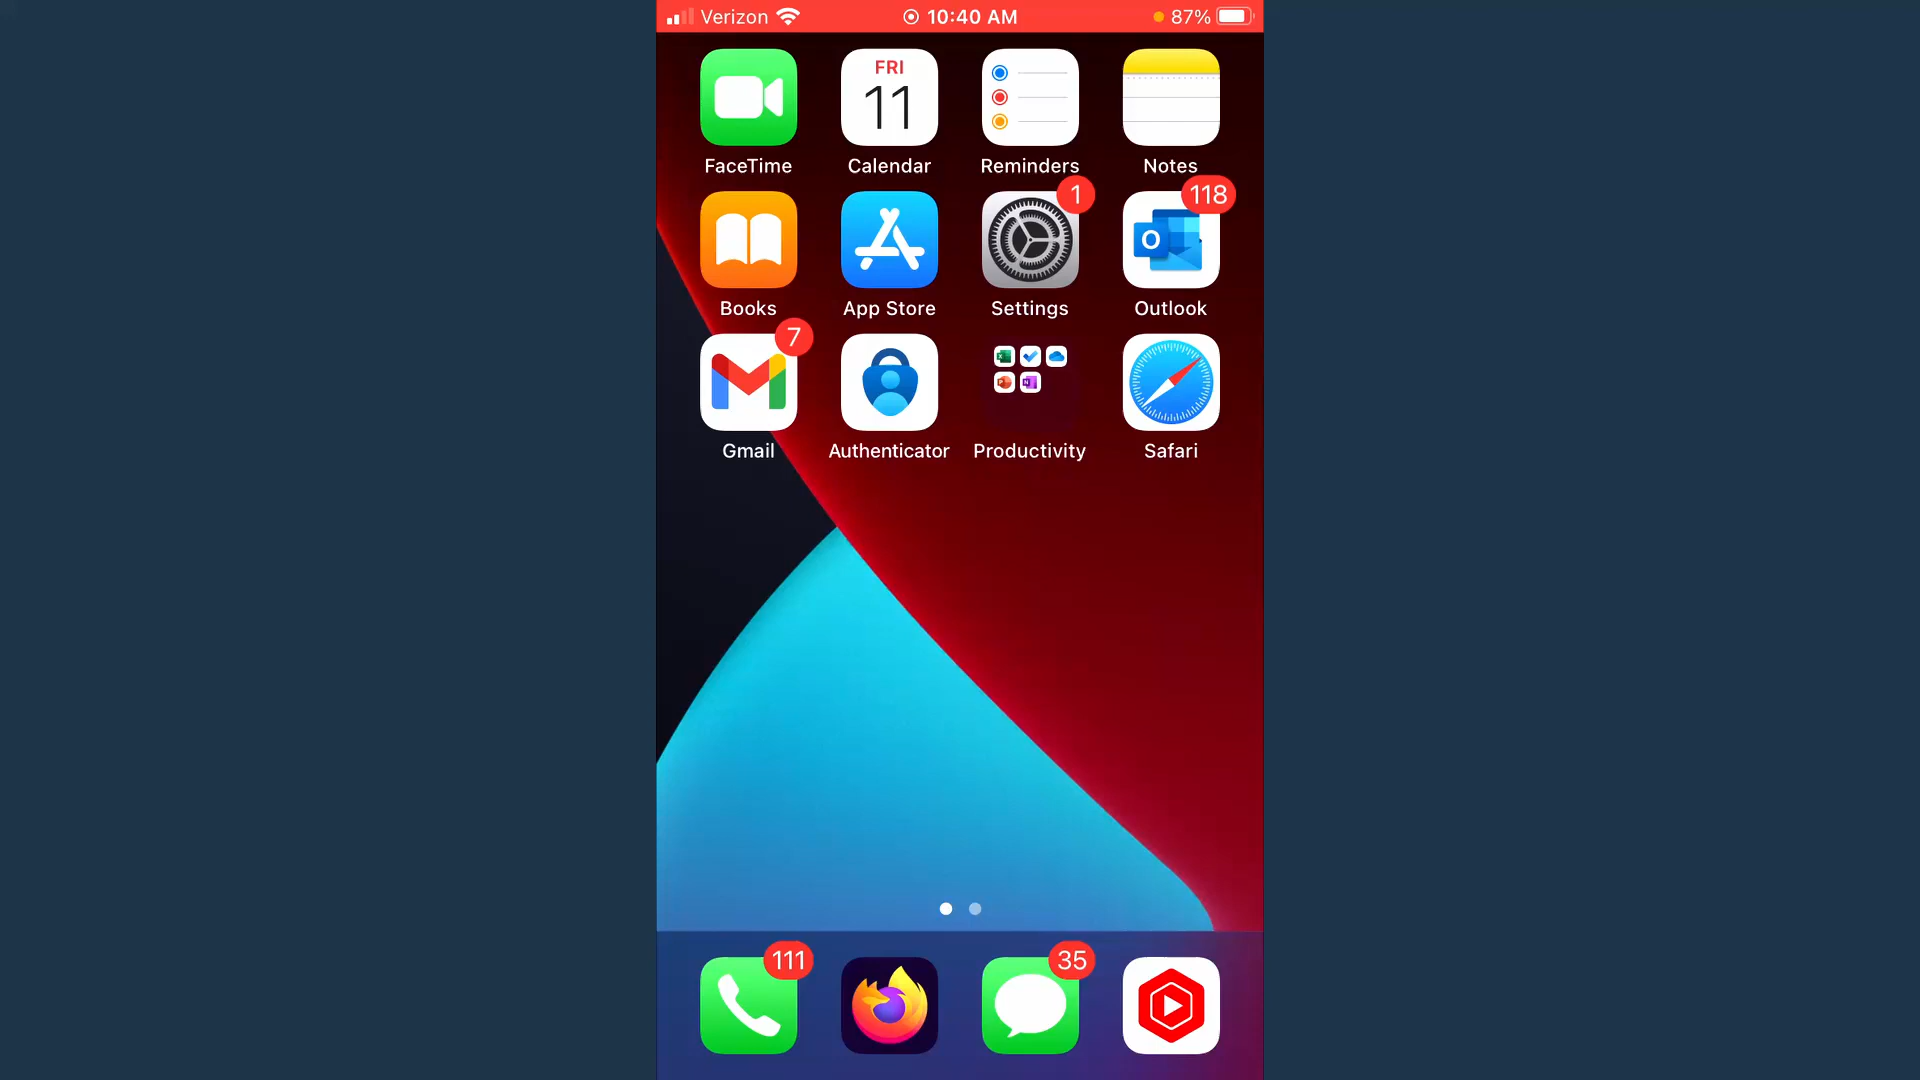 Verizon 10:40 AM 87%
FRI
11
FaceTime Calendar Reminders Notes
1 118
O
Books App Store Settings Outlook
7
Gmail Authenticator Productivity Safari
111 35